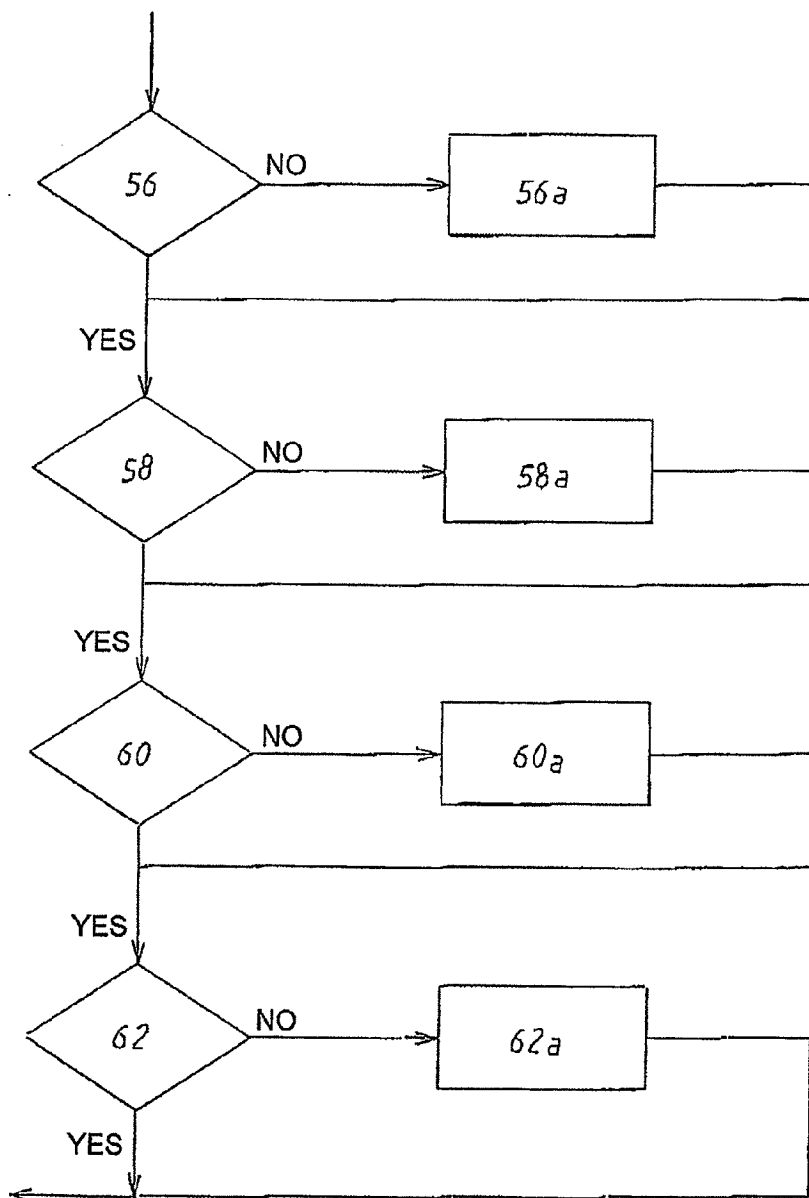 56
NO
56a
YES
58
NO
58a
YES
60
NO
60a
YES
62
NO
62a
YES